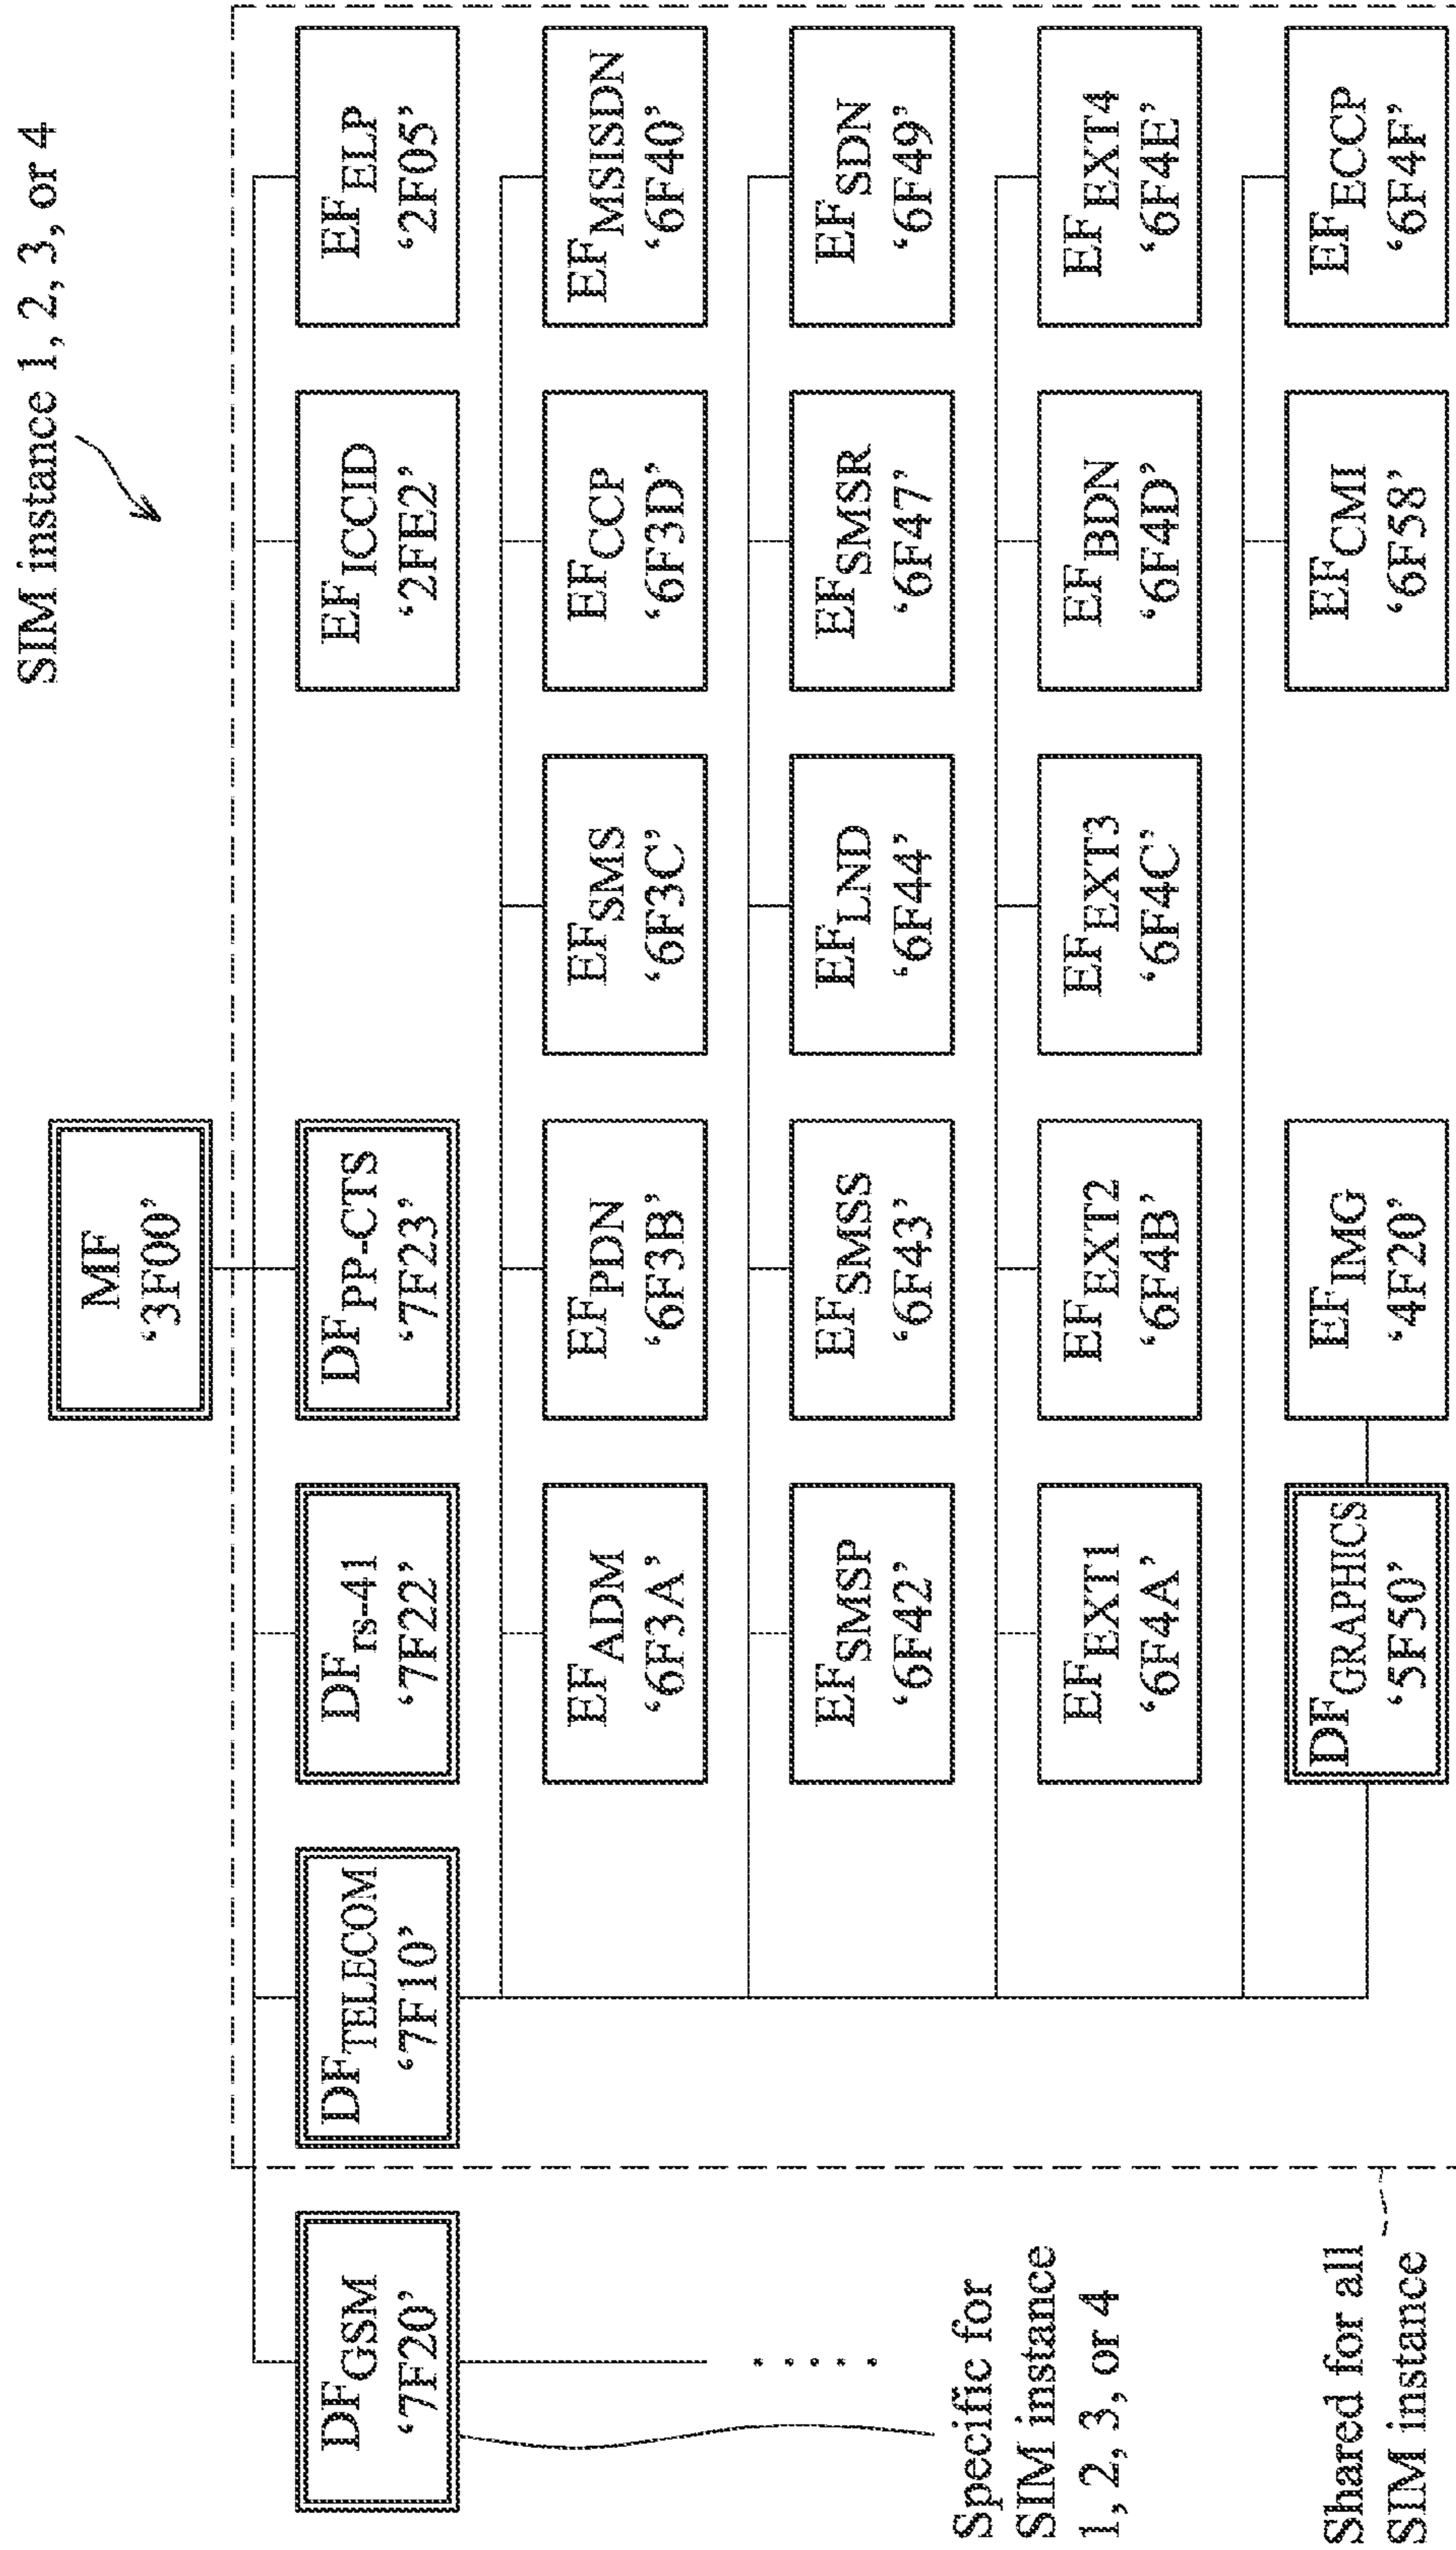 SIM instance 1, 2, 3, or 4
MF
‘3F00’
DFGSM
‘7F20’
DFTELECOM
‘7F10’
DFrs-41
‘7F22’
DFPP-CTS
‘7F23’
EFICCID
‘2FE2’
EFELP
‘2F05’
EFADM
‘6F3A’
EFPDN
‘6F3B’
EFSMS
‘6F3C’
EFCCP
‘6F3D’
EFMSISDN
‘6F40’
EFSMSP
‘6F42’
EFSMSS
‘6F43’
EFLND
‘6F44’
EFSMSR
‘6F47’
EFSDN
‘6F49’
EFEXT1
‘6F4A’
EFEXT2
‘6F4B’
EFEXT3
‘6F4C’
EFBDN
‘6F4D’
EFEXT4
‘6F4E’
DFGRAPHICS
‘5F50’
EFIMG
‘4F20’
EFCMI
‘6F58’
EFECCP
‘6F4F’
Specific for
SIM instance
1, 2, 3, or 4
Shared for all
SIM instance